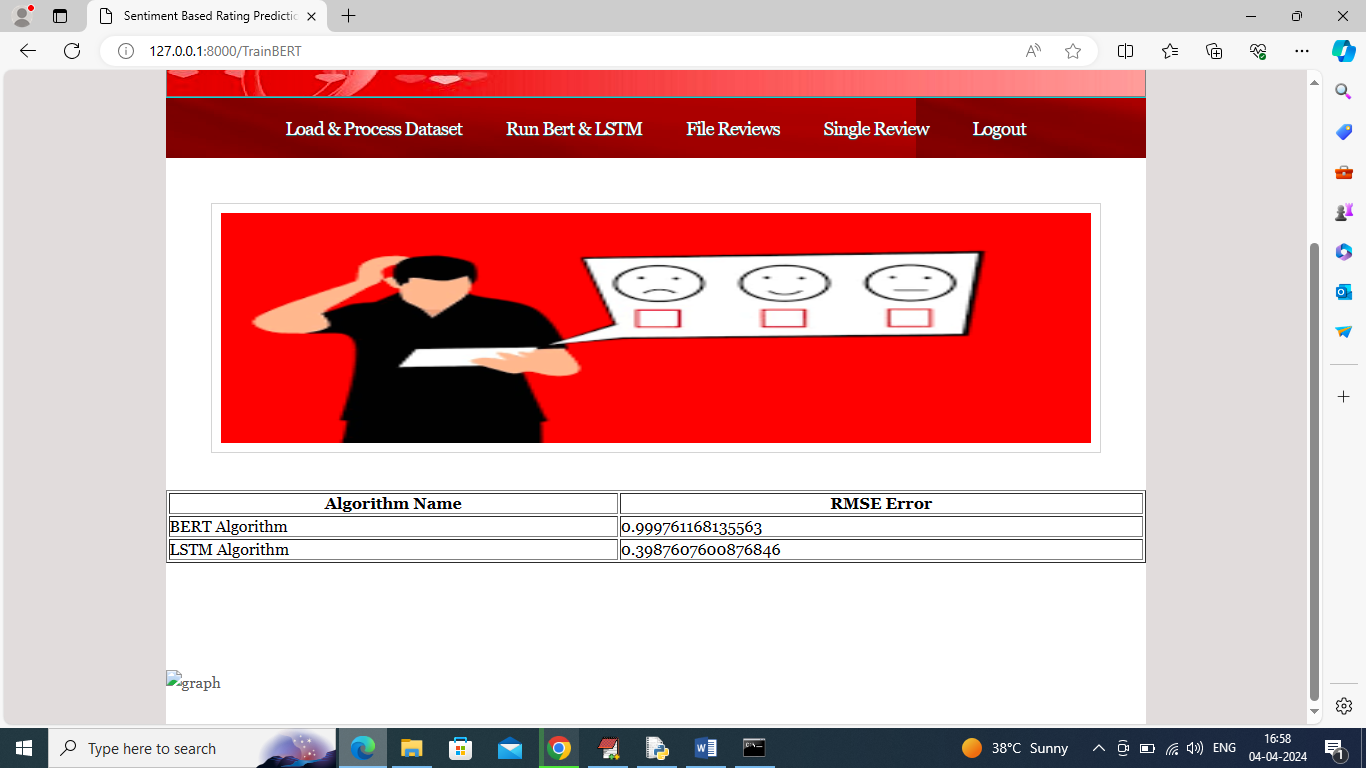 Sentiment Based Rating Predictic
127.0.0.1:8000/TrainBERT
Load & Process Dataset Run Bert & LSTM File Reviews Single Review Logout
Algorithm Name RMSE Error
BERT Algorithm 0.999761168135563
LSTM Algorithm 0.3987607600876846
graph
Type here to search 38°C Sunny ENG 16:58
04-04-2024
1